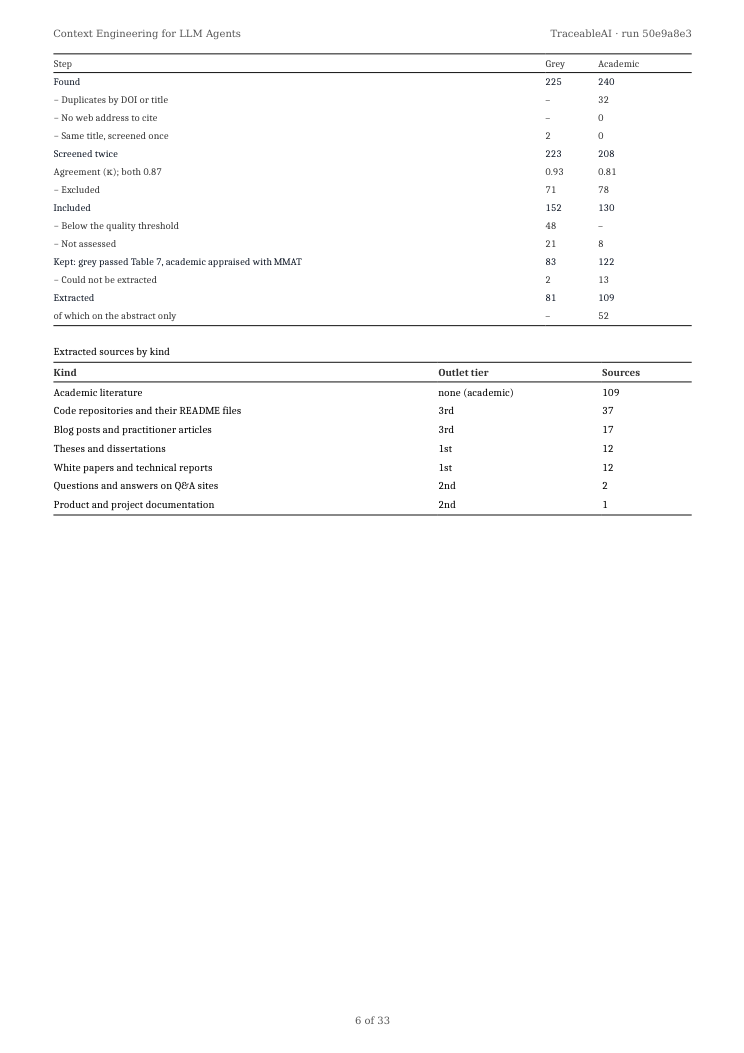 Context Engineering for LLM Agents TraceableAI · run 50e9a8e3
Step Grey Academic
Found 225 240
– Duplicates by DOI or title – 32
– No web address to cite – 0
– Same title, screened once 2 0
Screened twice 223 208
Agreement (κ); both 0.87 0.93 0.81
– Excluded 71 78
Included 152 130
– Below the quality threshold 48 –
– Not assessed 21 8
Kept: grey passed Table 7, academic appraised with MMAT 83 122
– Could not be extracted 2 13
Extracted 81 109
of which on the abstract only – 52
Extracted sources by kind
Kind Outlet tier Sources
Academic literature none (academic) 109
Code repositories and their README files 3rd 37
Blog posts and practitioner articles 3rd 17
Theses and dissertations 1st 12
White papers and technical reports 1st 12
Questions and answers on Q&A sites 2nd 2
Product and project documentation 2nd 1
6 of 33